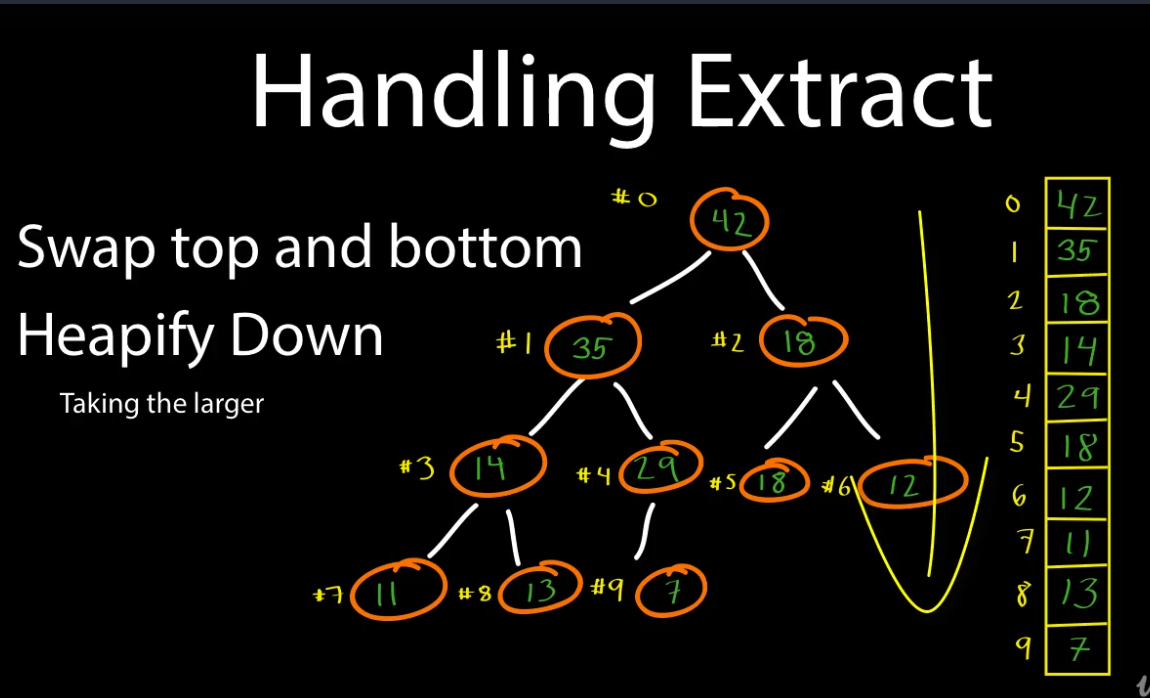 Handling Extract
Swap top and bottom
Heapify Down
Taking the larger
#0 42
#1 35 #2 18
#3 14 #4 29 #5 18 #6 12
#7 11 #8 13 #9 7
0 42
1 35
2 18
3 14
4 29
5 18
6 12
7 11
8 13
9 7